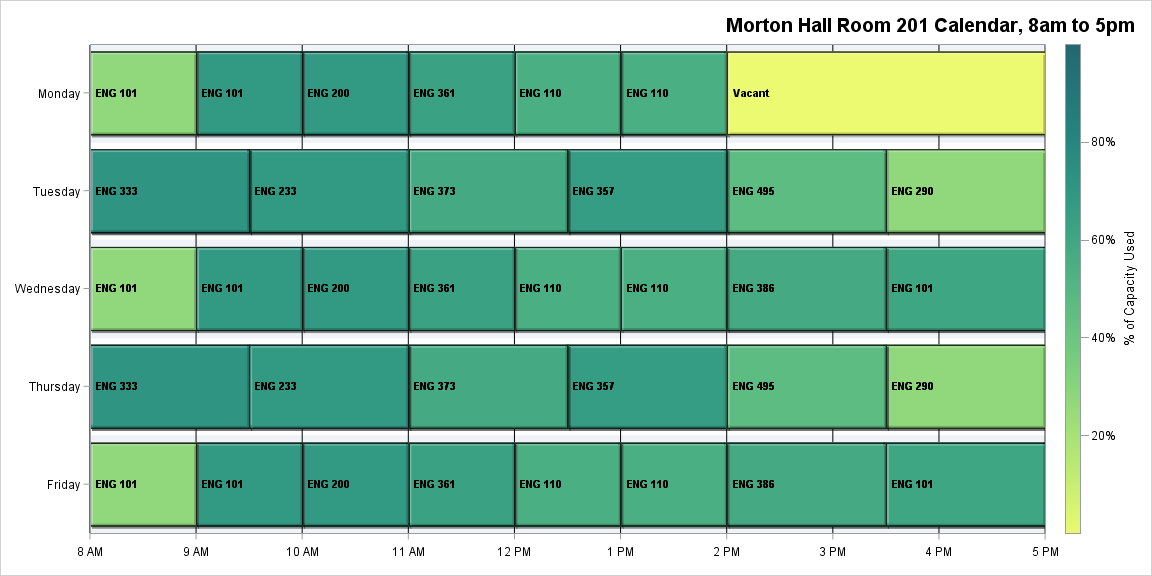 Morton Hall Room 201 Calendar, 8am to 5pm
Monday
ENG 101
ENG 101
ENG 200
ENG 361
ENG 110
ENG 110
Vacant
Tuesday
ENG 333
ENG 233
ENG 373
ENG 357
ENG 495
ENG 290
Wednesday
ENG 101
ENG 101
ENG 200
ENG 361
ENG 110
ENG 110
ENG 386
ENG 101
Thursday
ENG 333
ENG 233
ENG 373
ENG 357
ENG 495
ENG 290
Friday
ENG 101
ENG 101
ENG 200
ENG 361
ENG 110
ENG 110
ENG 386
ENG 101
8 AM
9 AM
10 AM
11 AM
12 PM
1 PM
2 PM
3 PM
4 PM
5 PM
80%
60%
40%
20%
% of Capacity Used